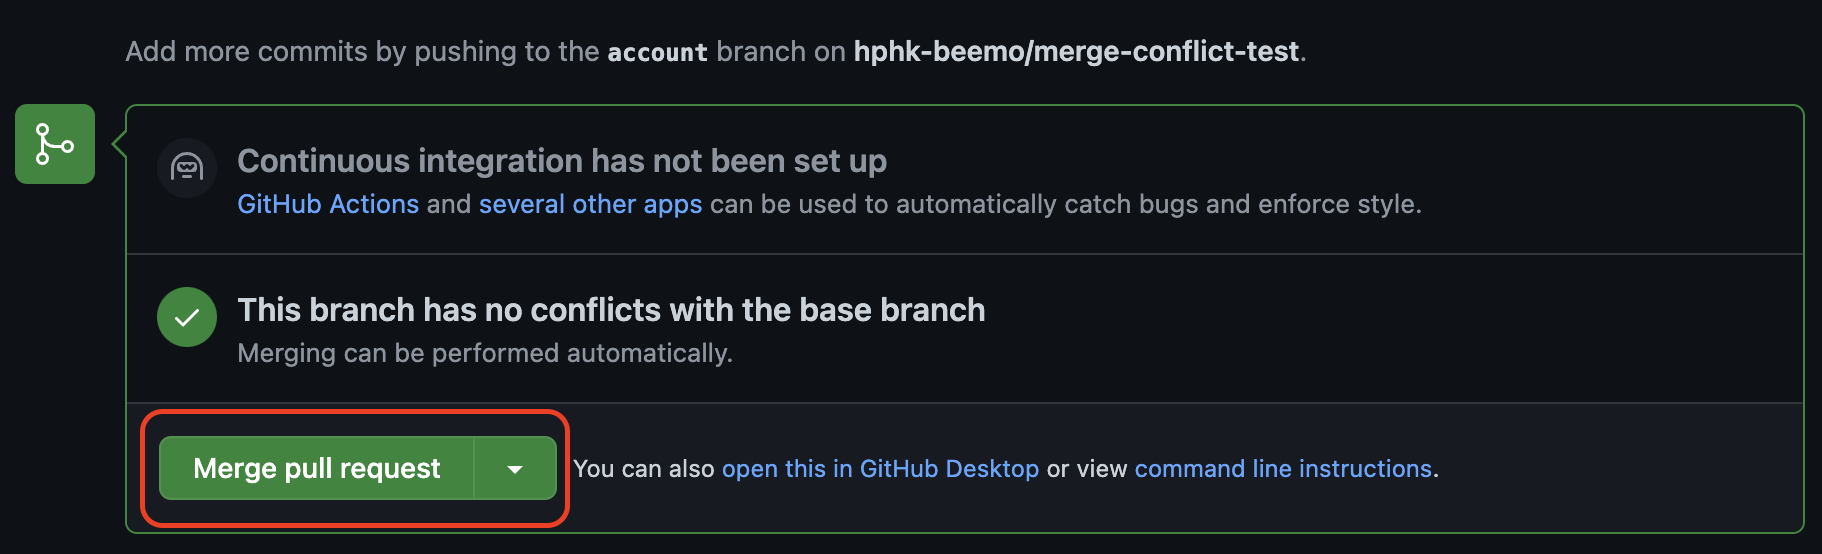 Add more commits by pushing to the account branch on hphk-beemo/merge-conflict-test.
Continuous integration has not been set up
GitHub Actions and several other apps can be used to automatically catch bugs and enforce style.
This branch has no conflicts with the base branch
Merging can be performed automatically.
Merge pull request You can also open this in GitHub Desktop or view command line instructions.